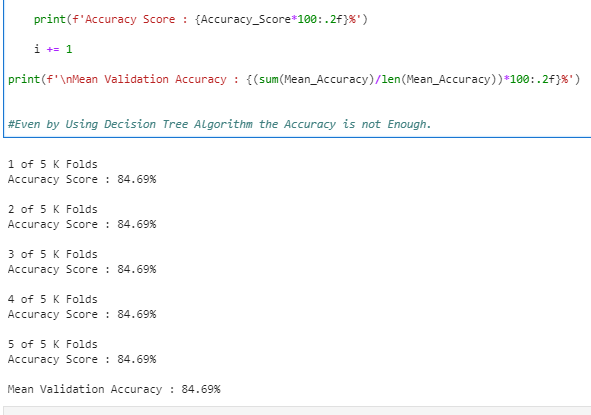 print(f'Accuracy Score : {Accuracy_Score*100:.2f}%')
i += 1
print(f'\nMean Validation Accuracy : {(sum(Mean_Accuracy)/len(Mean_Accuracy))*100:.2f}%')
#Even by Using Decision Tree Algorithm the Accuracy is not Enough.
1 of 5 K Folds
Accuracy Score : 84.69%
2 of 5 K Folds
Accuracy Score : 84.69%
3 of 5 K Folds
Accuracy Score : 84.69%
4 of 5 K Folds
Accuracy Score : 84.69%
5 of 5 K Folds
Accuracy Score : 84.69%
Mean Validation Accuracy : 84.69%